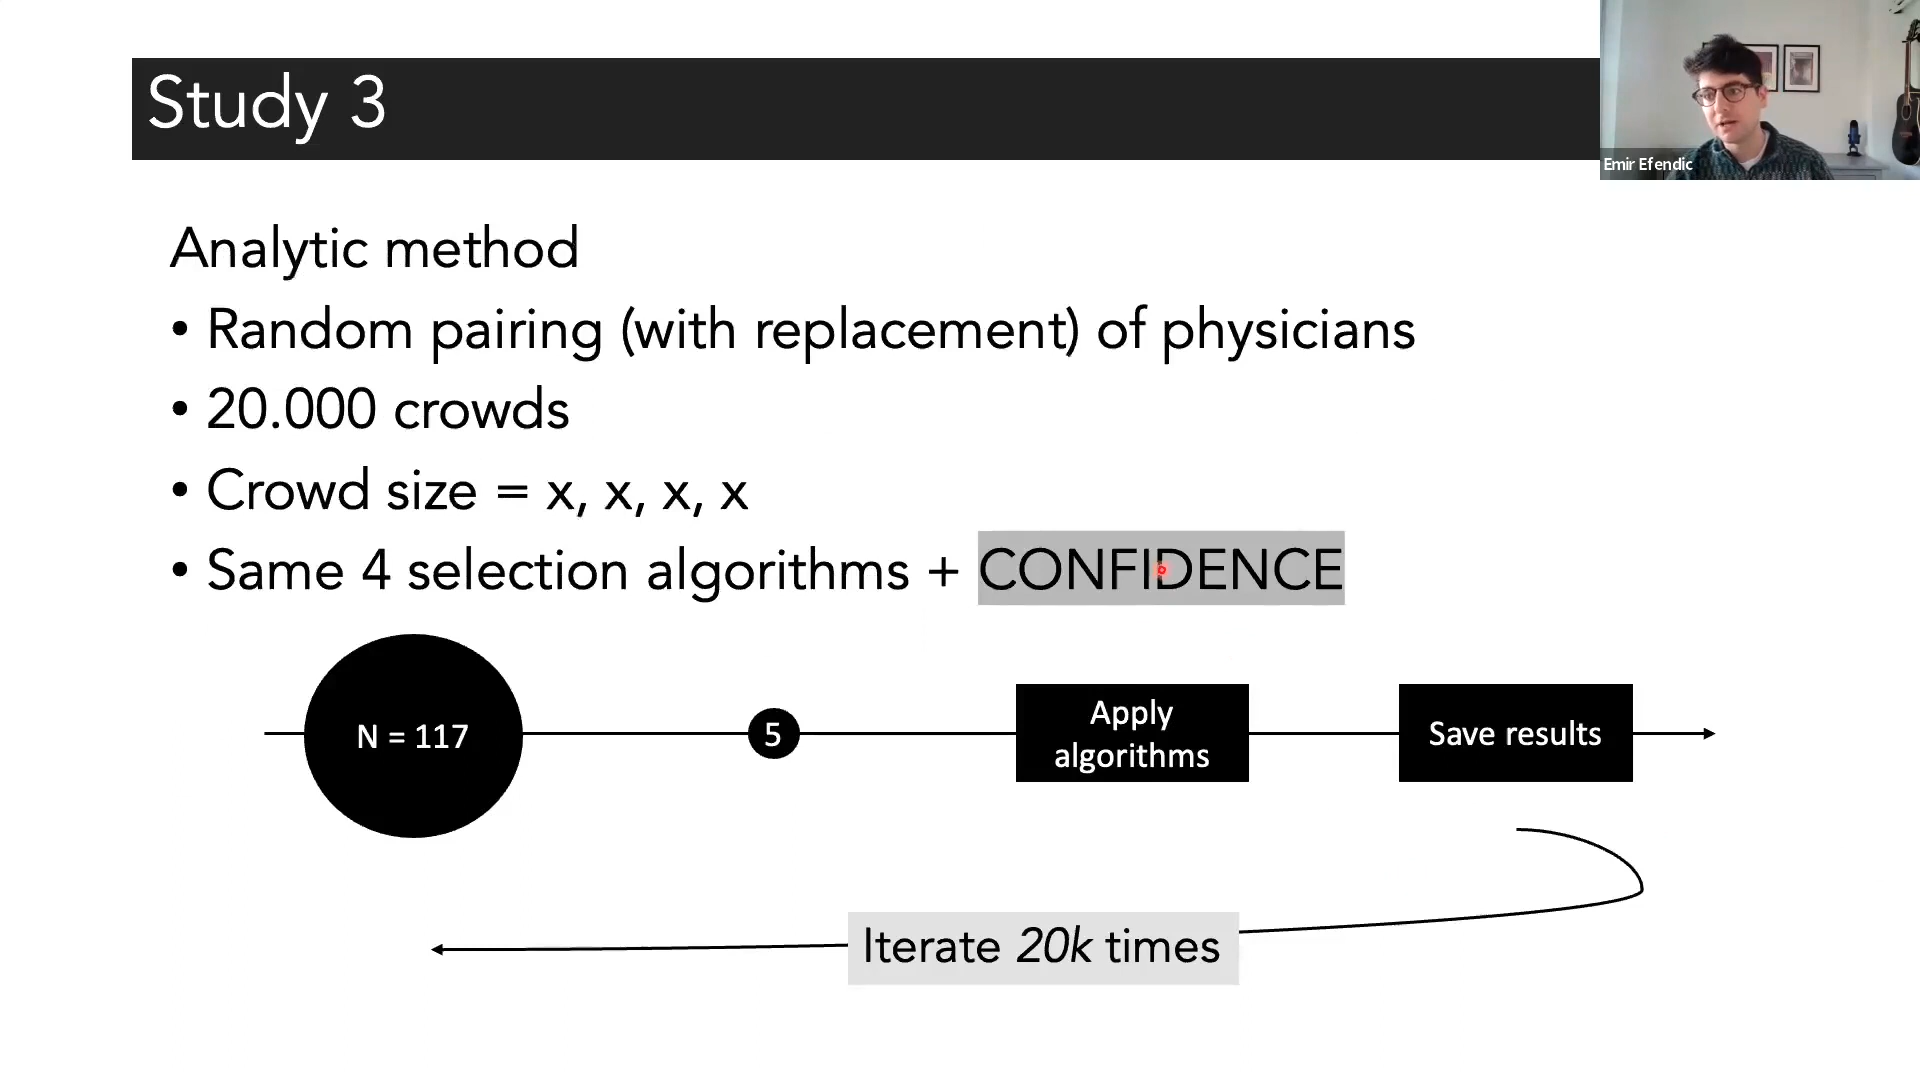 Study 3
Emir Efendic
Analytic method
• Random pairing (with replacement) of physicians
• 20.000 crowds
• Crowd size = x, x, x, x
• Same 4 selection algorithms + CONFIDENCE
N = 117
5
Apply
algorithms
Save results
Iterate 20k times